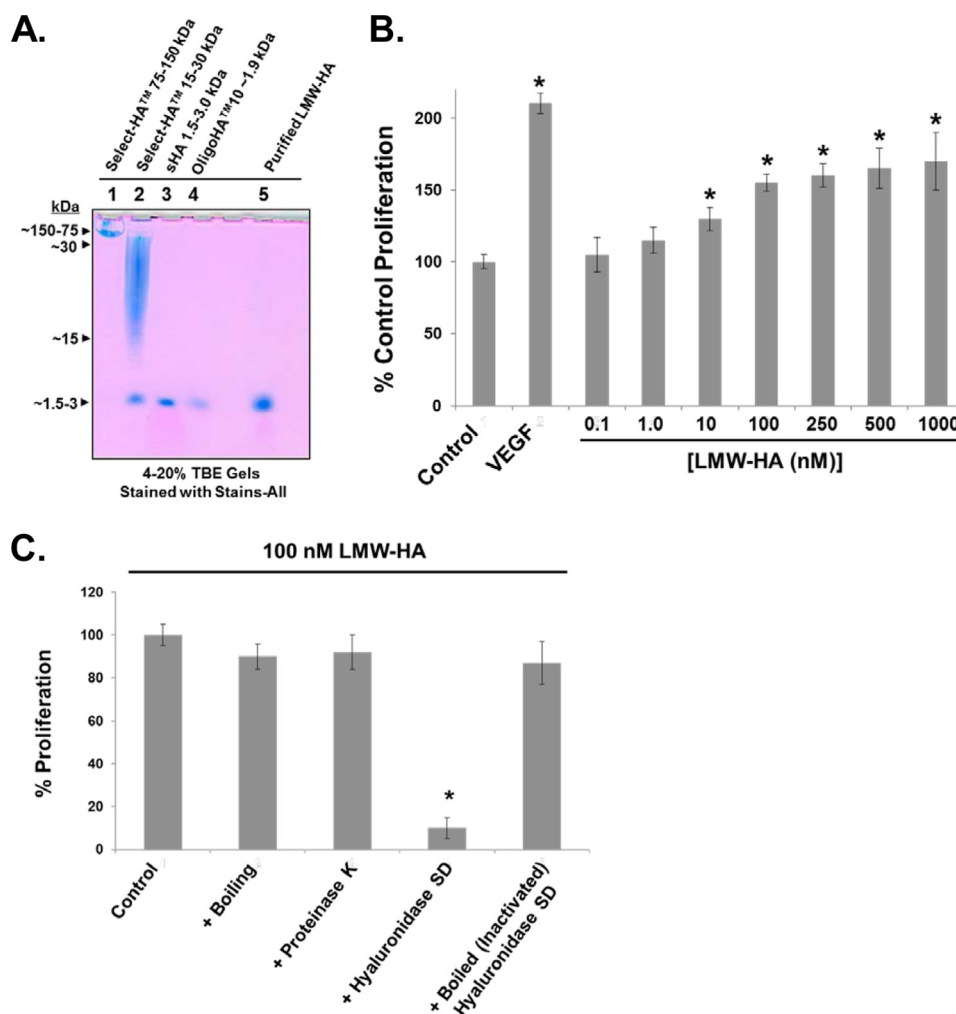 A.
Select-HA™ 75-150 kDa
Select-HA™ 15-30 kDa
sHA 1.5-3.0 kDa
OligoHA™10 ~1.9 kDa
Purified LMW-HA
1 2 3 4 5
kDa
~150-75
~30
~15
~1.5-3
4-20% TBE Gels
Stained with Stains-All
B.
% Control Proliferation
200
150
100
50
0
Control
VEGF
0.1 1.0 10 100 250 500 1000
[LMW-HA (nM)]
* * * * * *
C.
100 nM LMW-HA
% Proliferation
120
100
80
60
40
20
0
*
Control
+ Boiling
+ Proteinase K
+ Hyaluronidase SD
+ Boiled (Inactivated)
Hyaluronidase SD